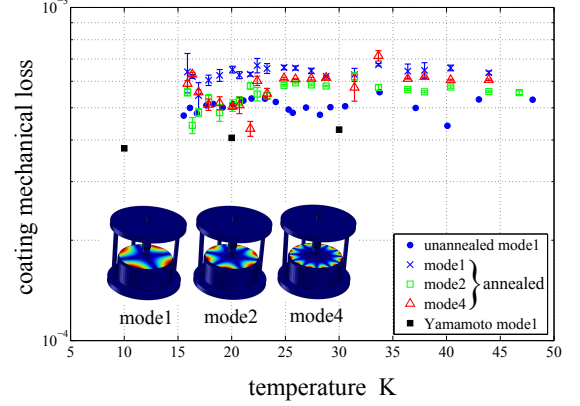 10^-3
coating mechanical loss
unannealed mode1
mode1
mode2 } annealed
mode4
Yamamoto mode1
mode1 mode2 mode4
10^-4
5 10 15 20 25 30 35 40 45 50
temperature K